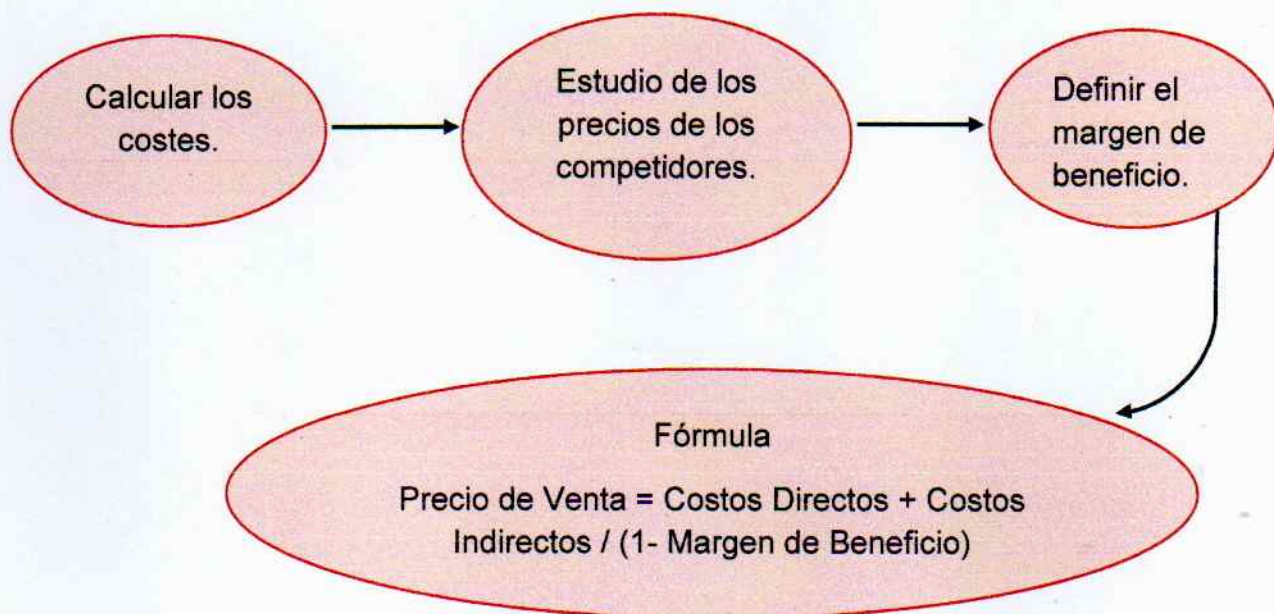 Calcular los
costes.
Estudio de los
precios de los
competidores.
Definir el
margen de
beneficio.
Fórmula
Precio de Venta = Costos Directos + Costos
Indirectos / (1- Margen de Beneficio)